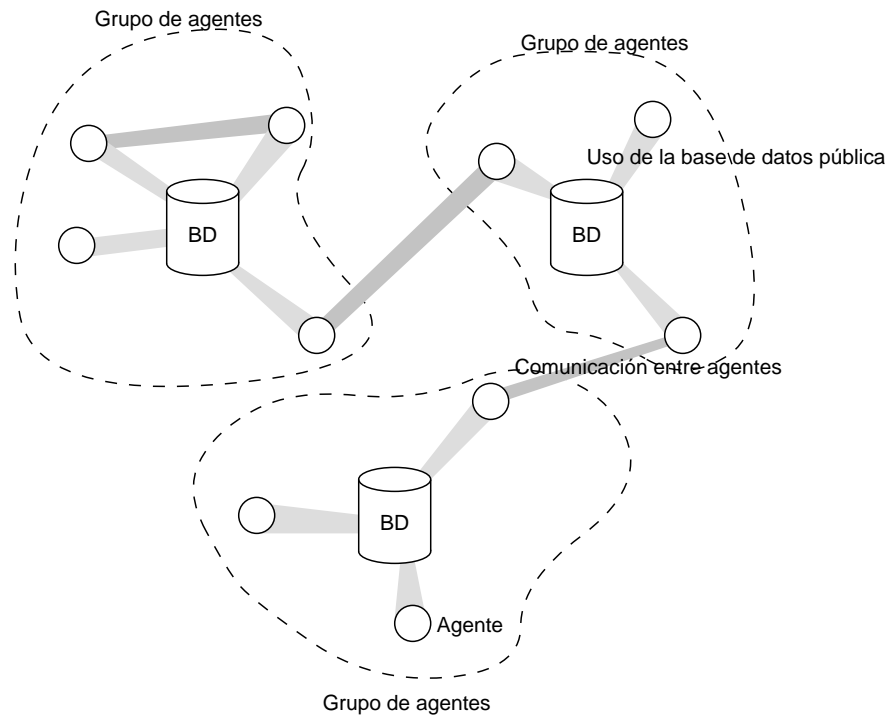 Grupo de agentes
Grupo de agentes
Uso de la base de datos pública
BD
BD
Comunicación entre agentes
BD
Agente
Grupo de agentes